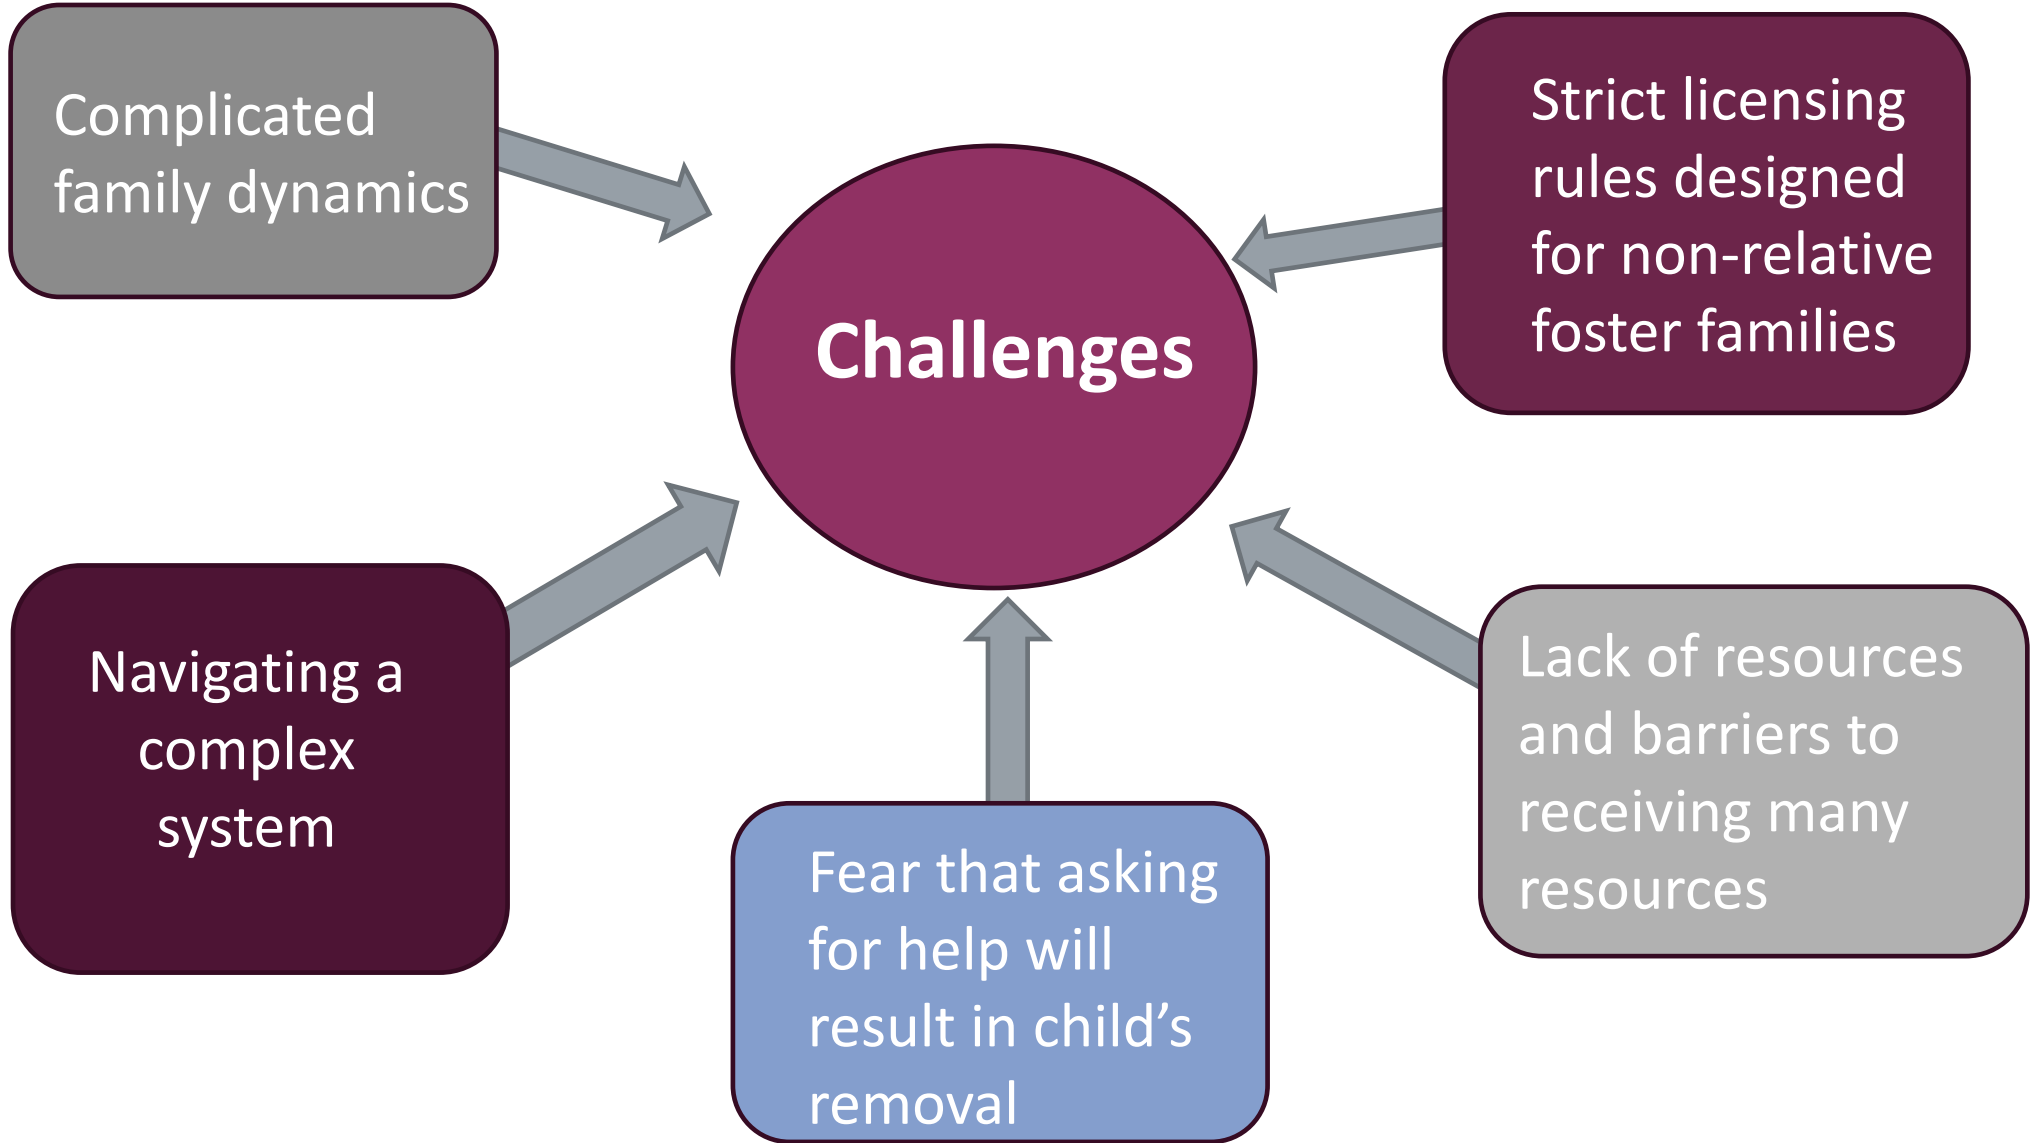 Complicated
family dynamics
Strict licensing
rules designed
for non-relative
foster families
Challenges
Navigating a
complex
system
Fear that asking
for help will
result in child’s
removal
Lack of resources
and barriers to
receiving many
resources